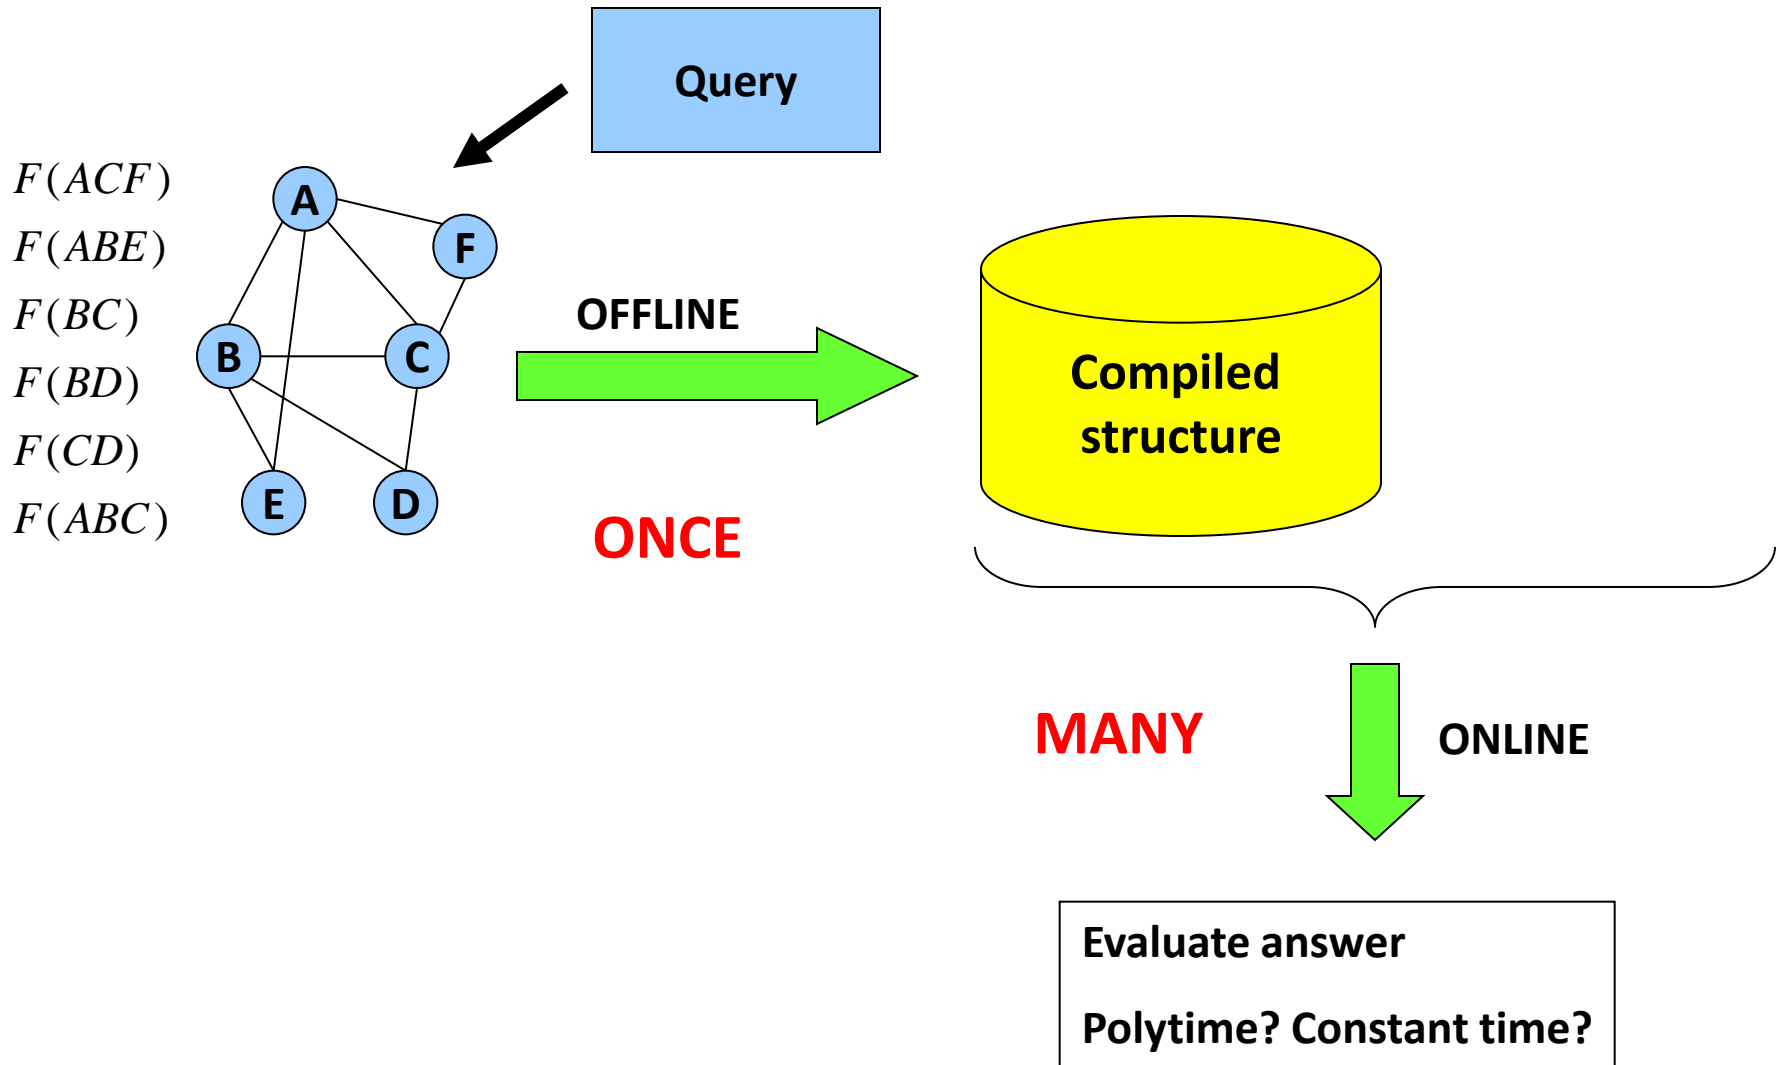 Query
F(ACF)
F(ABE)
F(BC)
F(BD)
F(CD)
F(ABC)
A
F
B
C
E
D
OFFLINE
ONCE
Compiled
structure
MANY
ONLINE
Evaluate answer
Polytime? Constant time?